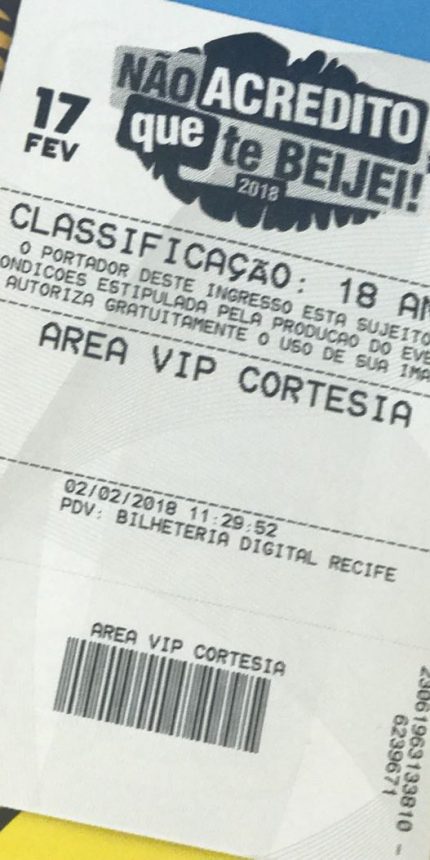 17
FEV
NÃO ACREDITO
que te BEIJEI!
2018
CLASSIFICAÇÃO: 18 AN
O PORTADOR DESTE INGRESSO ESTA SUJEITO
ONDICOES ESTIPULADA PELA PRODUCAO DO EVE
AUTORIZA GRATUITAMENTE O USO DE SUA IMA
AREA VIP CORTESIA
02/02/2018 11:29:52
PDV: BILHETERIA DIGITAL RECIFE
AREA VIP CORTESIA
23061963133810 -
6239671